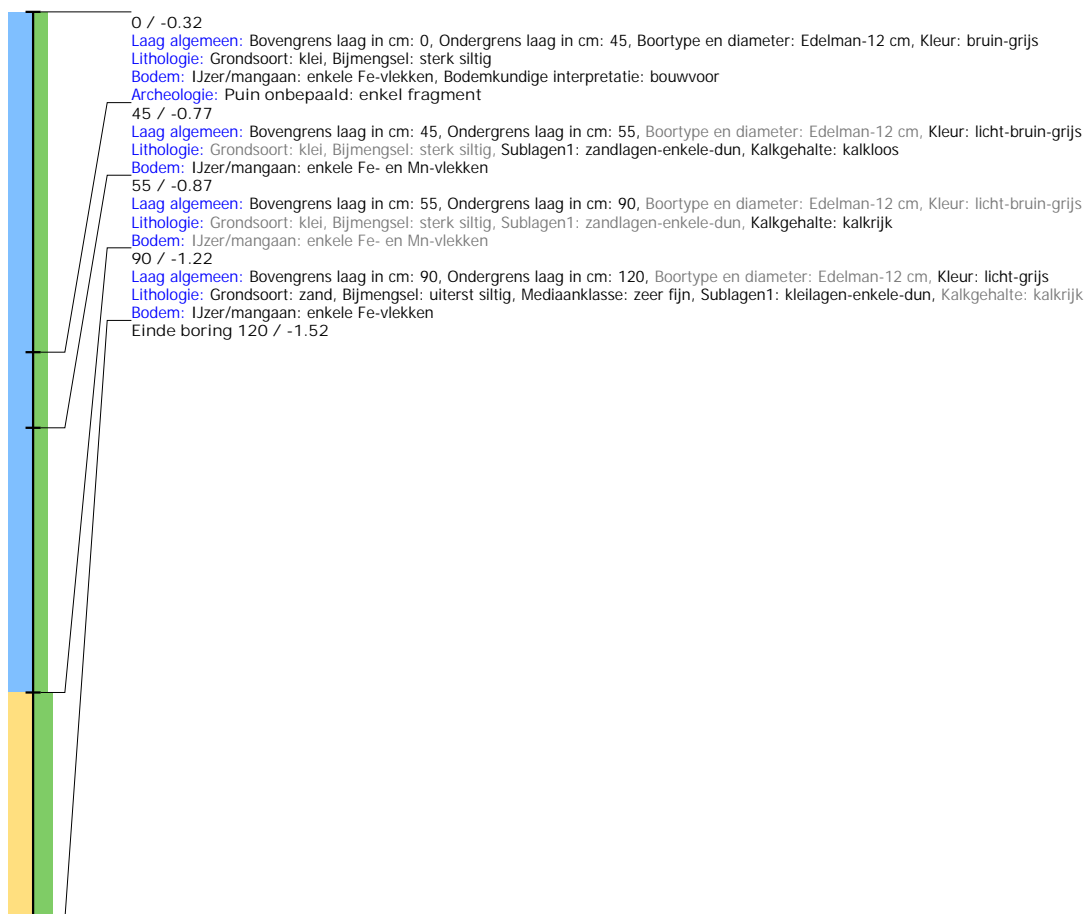 0 / -0.32
Laag algemeen: Bovengrens laag in cm: 0, Ondergrens laag in cm: 45, Boortype en diameter: Edelman-12 cm, Kleur: bruin-grijs
Lithologie: Grondsoort: klei, Bijmengsel: sterk siltig
Bodem: IJzer/mangaan: enkele Fe-vlekken, Bodemkundige interpretatie: bouwvoor
Archeologie: Puin onbepaald: enkel fragment
45 / -0.77
Laag algemeen: Bovengrens laag in cm: 45, Ondergrens laag in cm: 55, Boortype en diameter: Edelman-12 cm, Kleur: licht-bruin-grijs
Lithologie: Grondsoort: klei, Bijmengsel: sterk siltig, Sublagen1: zandlagen-enkele-dun, Kalkgehalte: kalkloos
Bodem: IJzer/mangaan: enkele Fe- en Mn-vlekken
55 / -0.87
Laag algemeen: Bovengrens laag in cm: 55, Ondergrens laag in cm: 90, Boortype en diameter: Edelman-12 cm, Kleur: licht-bruin-grijs
Lithologie: Grondsoort: klei, Bijmengsel: sterk siltig, Sublagen1: zandlagen-enkele-dun, Kalkgehalte: kalkrijk
Bodem: IJzer/mangaan: enkele Fe- en Mn-vlekken
90 / -1.22
Laag algemeen: Bovengrens laag in cm: 90, Ondergrens laag in cm: 120, Boortype en diameter: Edelman-12 cm, Kleur: licht-grijs
Lithologie: Grondsoort: zand, Bijmengsel: uiterst siltig, Mediaanklasse: zeer fijn, Sublagen1: kleilagen-enkele-dun, Kalkgehalte: kalkrijk
Bodem: IJzer/mangaan: enkele Fe-vlekken
Einde boring 120 / -1.52